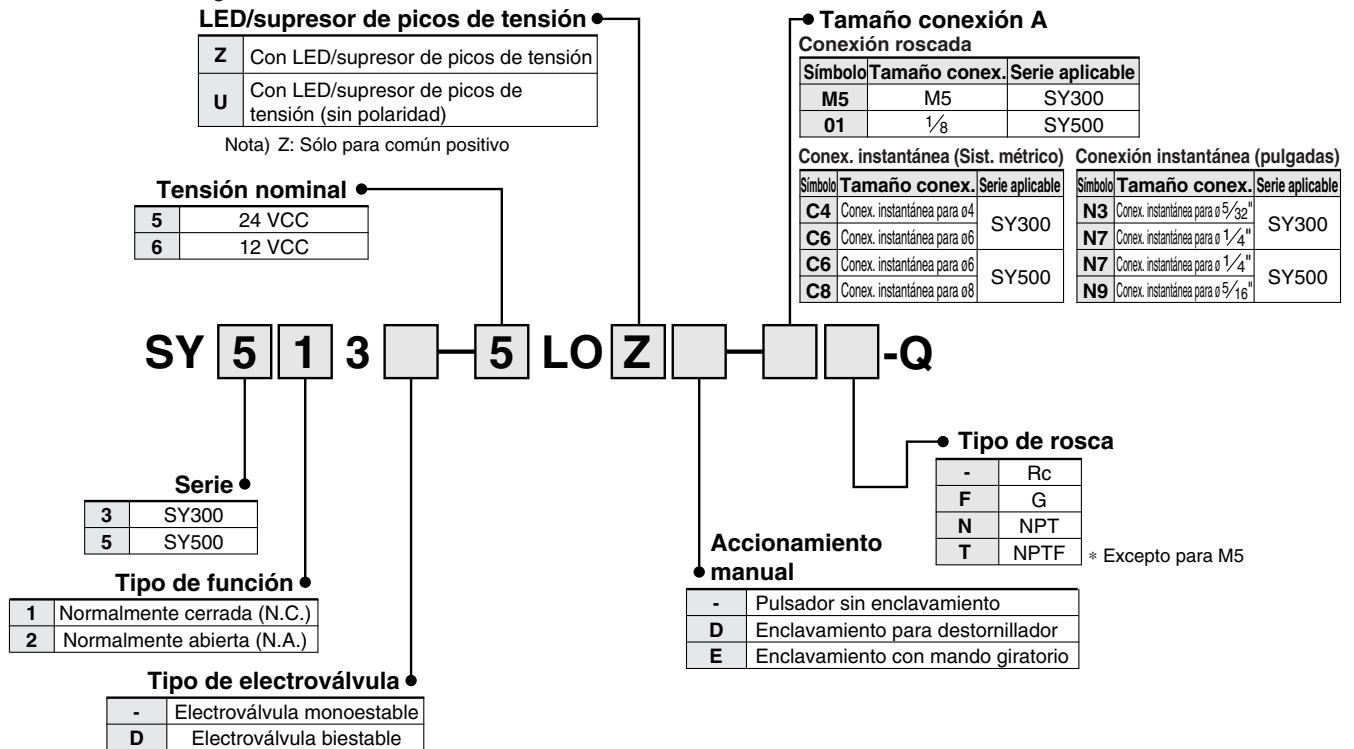 LED/supresor de picos de tensión
Z Con LED/supresor de picos de tensión
U Con LED/supresor de picos de
tensión (sin polaridad)
Nota) Z: Sólo para común positivo
Tensión nominal
5 24 VCC
6 12 VCC
Tamaño conexión A
Conexión roscada
Símbolo Tamaño conex. Serie aplicable
M5 M5 SY300
01 1/8 SY500
Conex. instantánea (Sist. métrico)
Símbolo Tamaño conex. Serie aplicable
C4 Conex. instantánea para ø4 SY300
C6 Conex. instantánea para ø6
C6 Conex. instantánea para ø6 SY500
C8 Conex. instantánea para ø8
Conexión instantánea (pulgadas)
Símbolo Tamaño conex. Serie aplicable
N3 Conex. instantánea para ø 5/32" SY300
N7 Conex. instantánea para ø 1/4"
N7 Conex. instantánea para ø 1/4" SY500
N9 Conex. instantánea para ø 5/16"
SY 5 1 3 — 5 LO Z — -Q
Serie
3 SY300
5 SY500
Tipo de función
1 Normalmente cerrada (N.C.)
2 Normalmente abierta (N.A.)
Tipo de electroválvula
- Electroválvula monoestable
D Electroválvula biestable
Accionamiento
manual
- Pulsador sin enclavamiento
D Enclavamiento para destornillador
E Enclavamiento con mando giratorio
Tipo de rosca
- Rc
F G
N NPT
T NPTF
* Excepto para M5